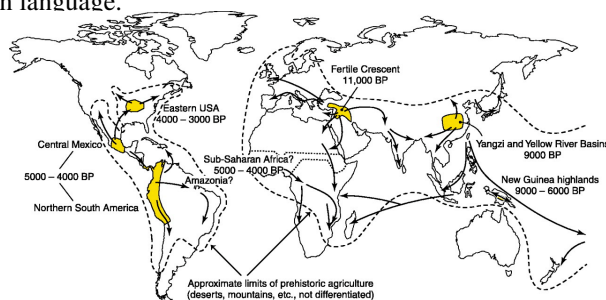 n language.
Fertile Crescent
11,000 BP
Eastern USA
4000 – 3000 BP
Central Mexico
Yangzi and Yellow River Basins
9000 BP
Sub-Saharan Africa?
5000 – 4000 BP
Amazonia?
5000 – 4000 BP
New Guinea highlands
9000 – 6000 BP
Northern South America
Approximate limits of prehistoric agriculture
(deserts, mountains, etc., not differentiated)